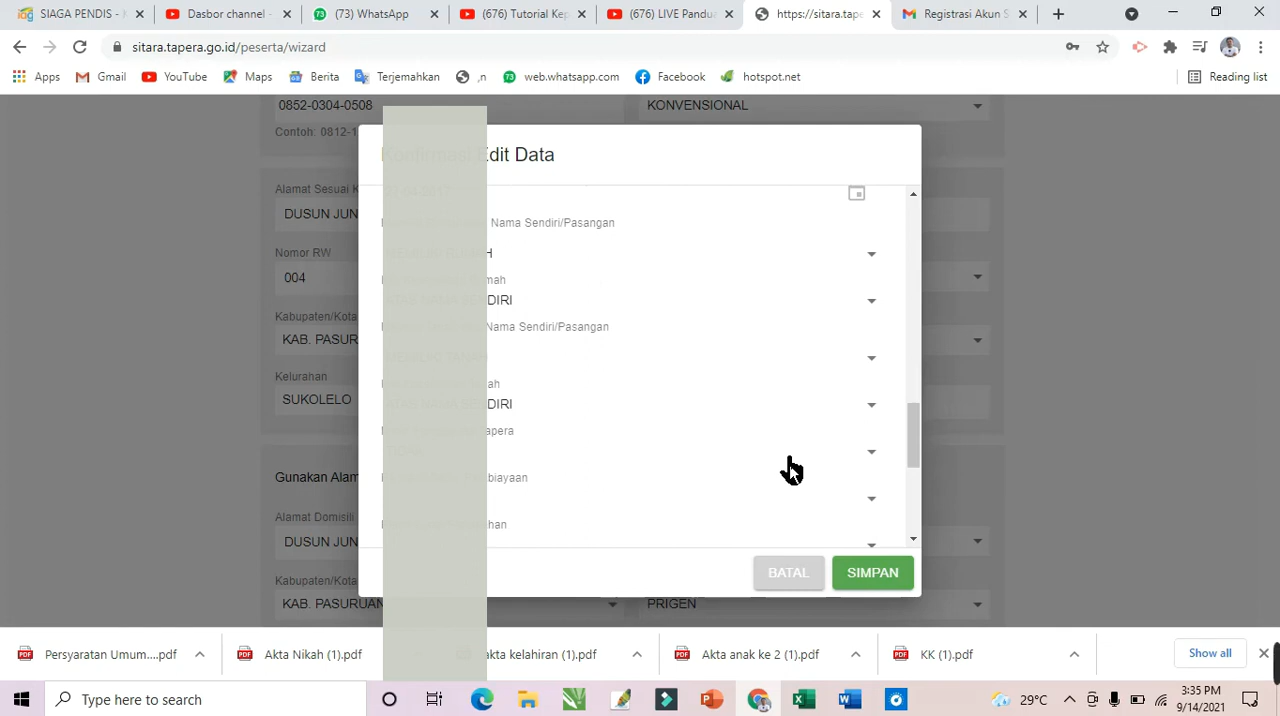 SIAGA PENDIS -
Dasbor channel -
(73) WhatsApp
(676) Tutorial Kep
(676) LIVE Pandu
https://sitara.tape
Registrasi Akun S
sitara.tapera.go.id/peserta/wizard
Apps
Gmail
YouTube
Maps
Berita
Terjemahkan
,n
web.whatsapp.com
Facebook
hotspot.net
Reading list
0852-0304-0508
KONVENSIONAL
Contoh: 0812-1
Edit Data
Alamat Sesuai K
DUSUN JUN
Nama Sendiri/Pasangan
Nomor RW
004
Kabupaten/Kota
Nama Sendiri/Pasangan
KAB. PASUR
Kelurahan
SUKOLELO
Gunakan Alam
Alamat Domisili
DUSUN JUN
BATAL
SIMPAN
Kabupaten/Kota
KAB. PASURUAN
PRIGEN
Persyaratan Umum....pdf
Akta Nikah (1).pdf
akta kelahiran (1).pdf
Akta anak ke 2 (1).pdf
KK (1).pdf
Show all
Type here to search
29°C
3:35 PM
9/14/2021